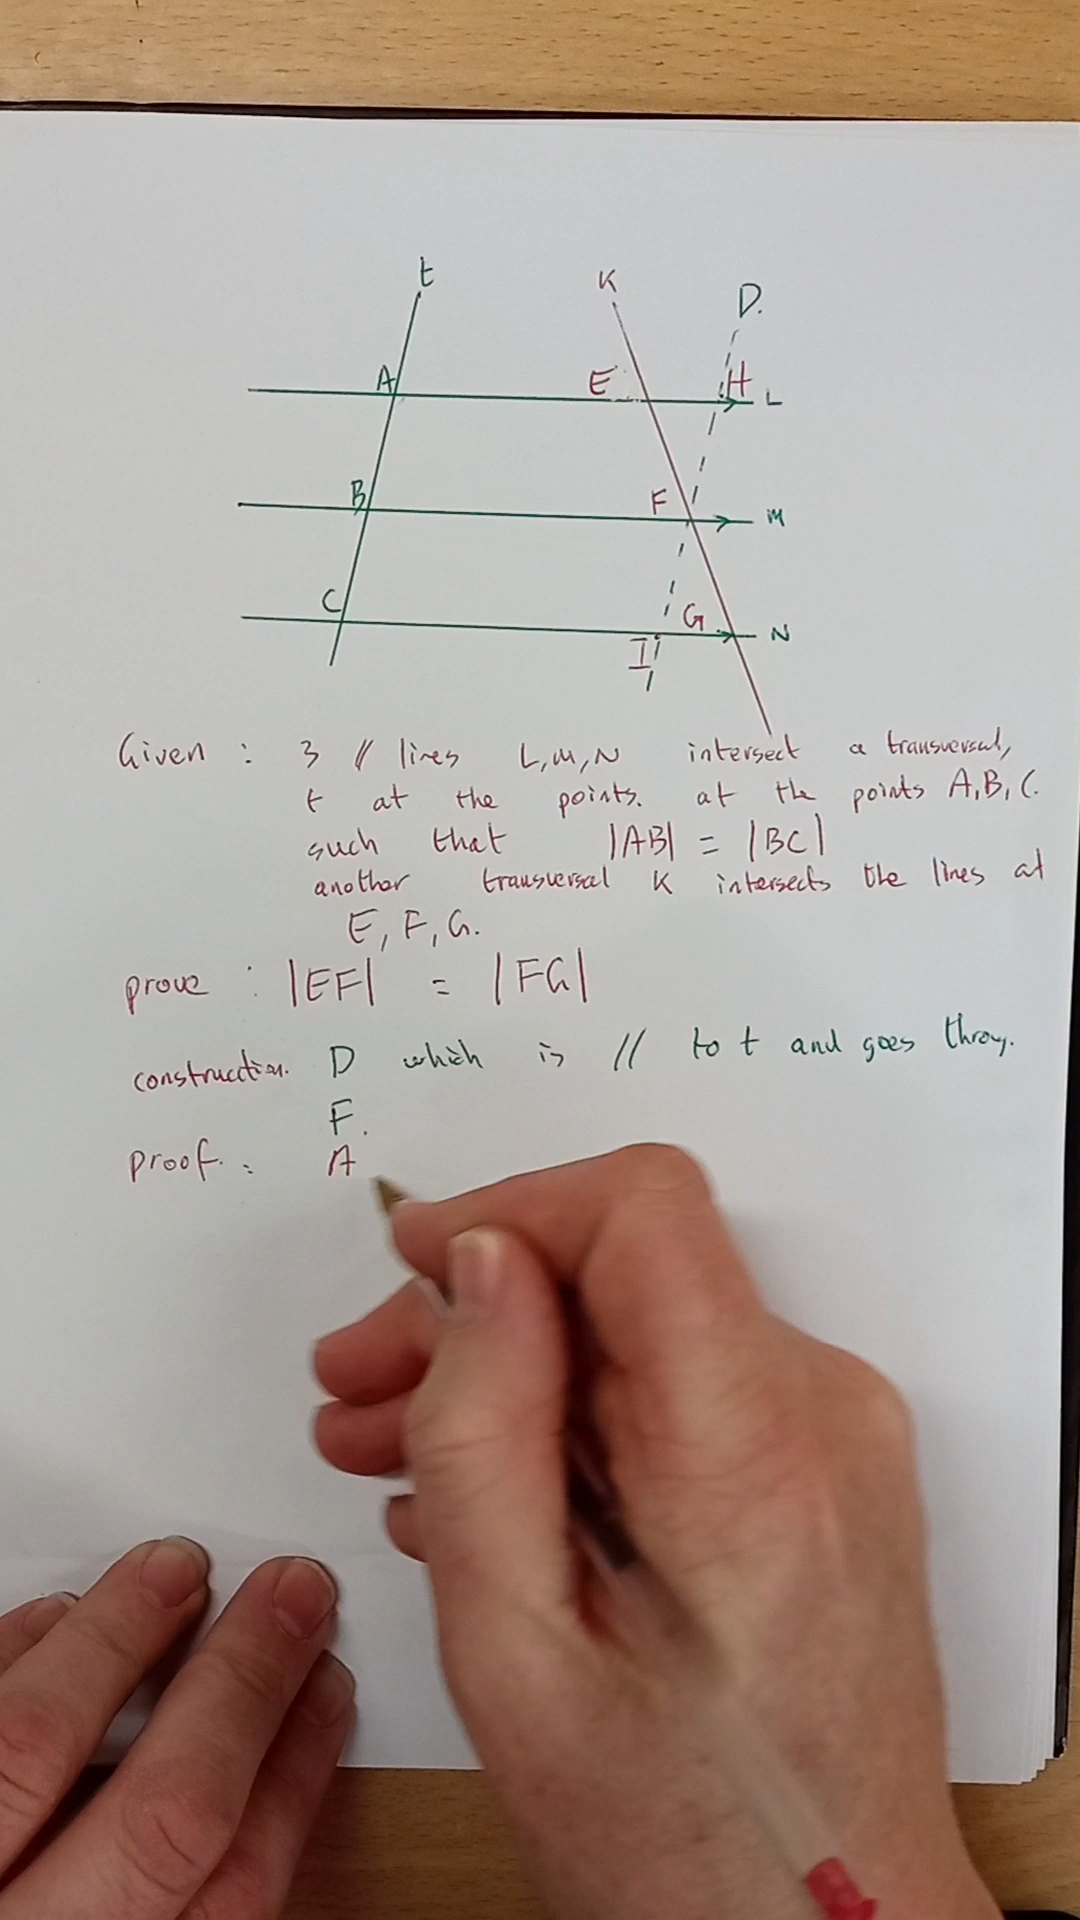 t K D.
A E H L
B F M
C G N
I
Given : 3 // lines L, M, N intersect a transversal,
t at the points. at the points A, B, C.
such that |AB| = |BC|
another transversal K intersects the lines at
E, F, G.
prove : |EF| = |FG|
construction. D which is // to t and goes throg.
F.
Proof. : A